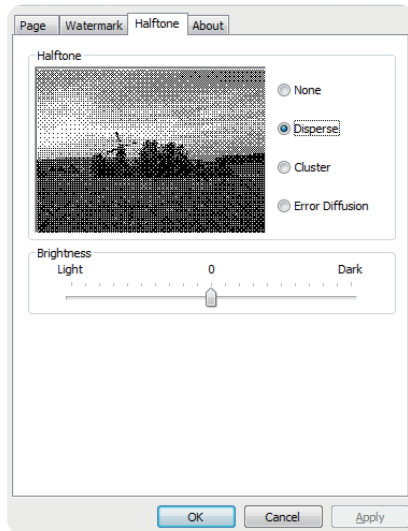 Page Watermark Halftone About
Halftone
None
Disperse
Cluster
Error Diffusion
Brightness
Light 0 Dark
OK Cancel Apply